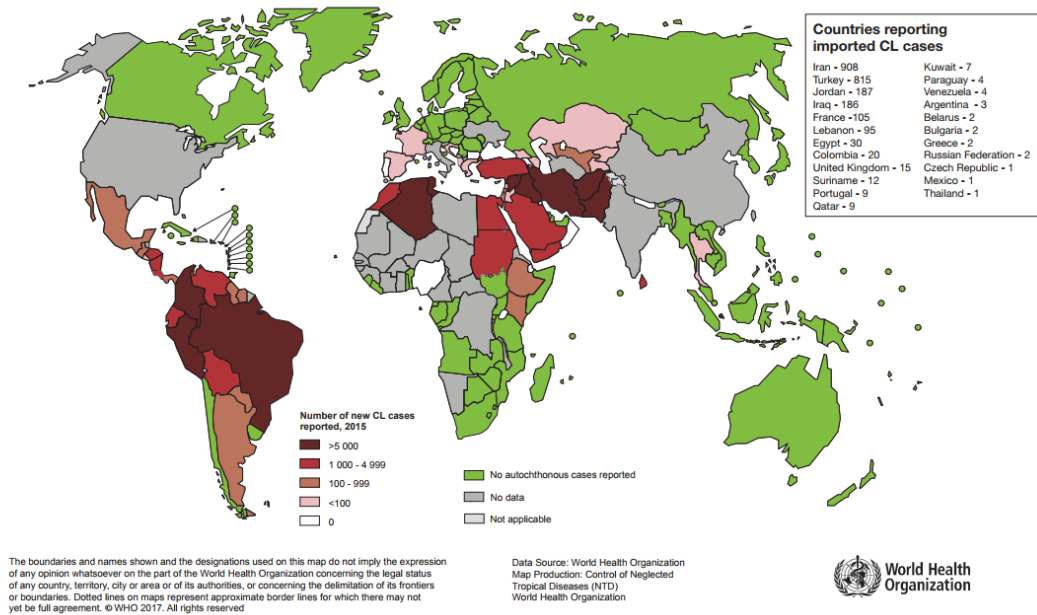 Countries reporting
imported CL cases
Iran - 908
Turkey - 815
Jordan - 187
Iraq - 186
France -105
Lebanon - 95
Egypt - 30
Colombia - 20
United Kingdom - 15
Suriname - 12
Portugal - 9
Qatar - 9
Kuwait - 7
Paraguay - 4
Venezuela - 4
Argentina - 3
Belarus - 2
Bulgaria - 2
Greece - 2
Russian Federation - 2
Czech Republic - 1
Mexico - 1
Thailand - 1
Number of new CL cases
reported, 2015
>5 000
1 000 - 4 999
100 - 999
<100
0
No autochthonous cases reported
No data
Not applicable
The boundaries and names shown and the designations used on this map do not imply the expression
of any opinion whatsoever on the part of the World Health Organization concerning the legal status
of any country, territory, city or area or of its authorities, or concerning the delimitation of its frontiers
or boundaries. Dotted lines on maps represent approximate border lines for which there may not
yet be full agreement. © WHO 2017. All rights reserved
Data Source: World Health Organization
Map Production: Control of Neglected
Tropical Diseases (NTD)
World Health Organization
World Health
Organization